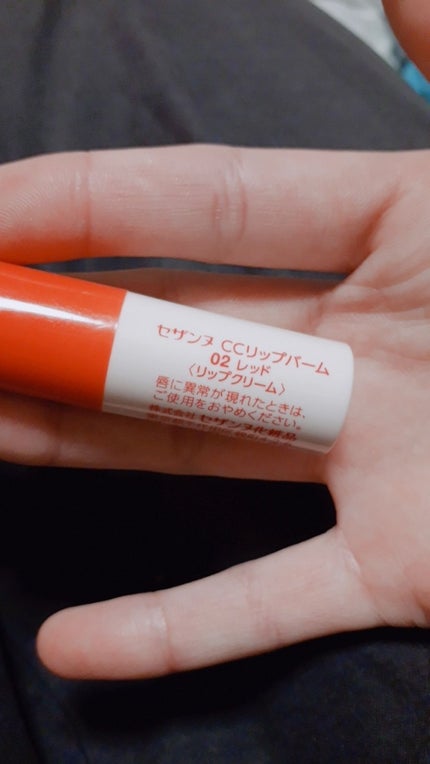 セザンヌ CCリップバーム
02 レッド
〈リップクリーム〉
唇に異常が現れたときは、
ご使用をおやめください。
株式会社 セザンヌ化粧品